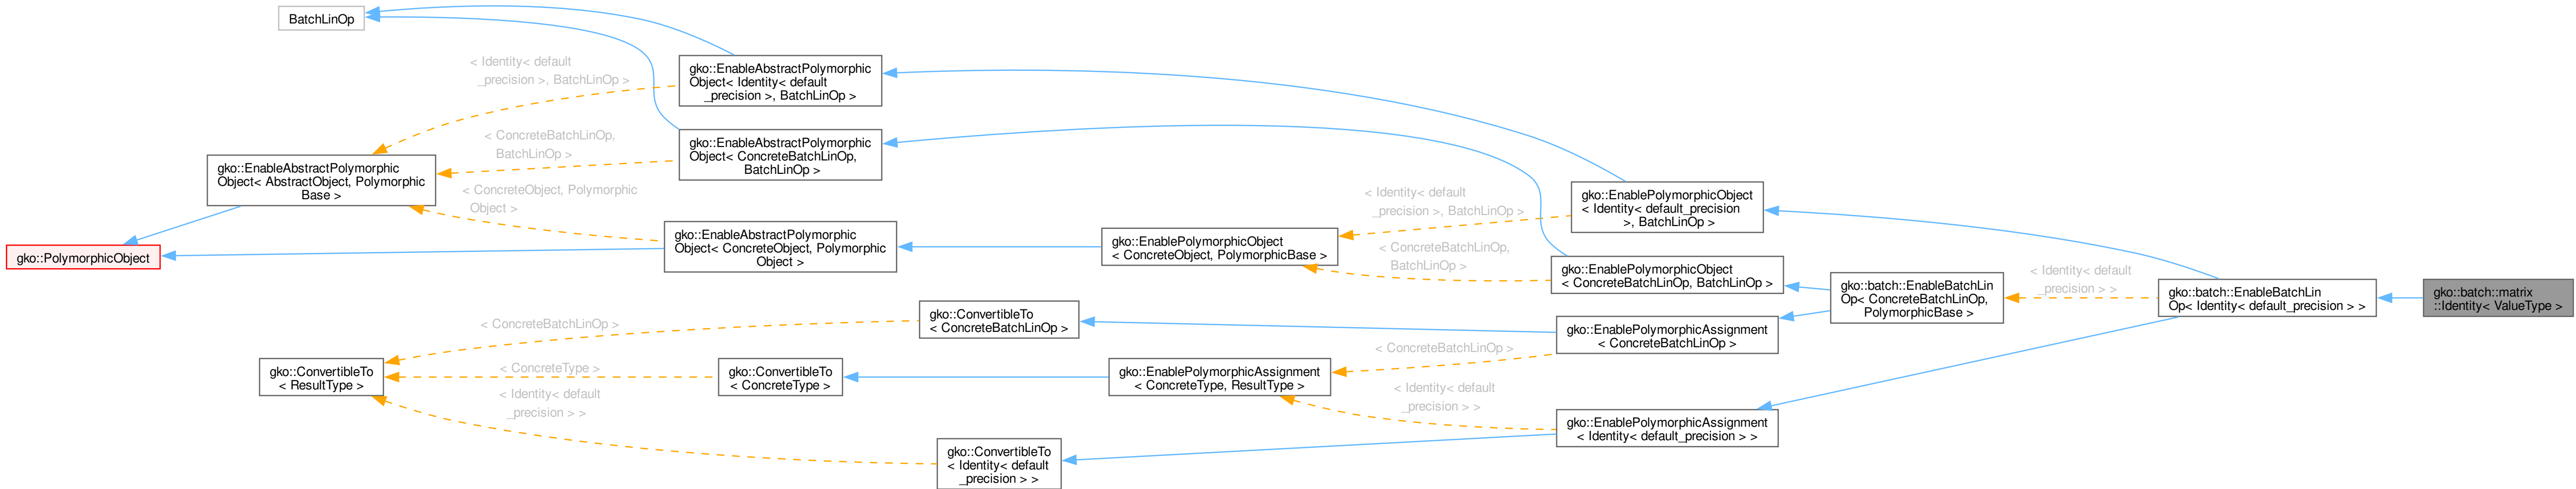 BatchLinOp
< Identity< default
_precision >, BatchLinOp >
gko::EnableAbstractPolymorphic
Object< Identity< default
_precision >, BatchLinOp >
< ConcreteBatchLinOp,
BatchLinOp >
gko::EnableAbstractPolymorphic
Object< ConcreteBatchLinOp,
BatchLinOp >
gko::EnableAbstractPolymorphic
Object< AbstractObject, Polymorphic
Base >
< ConcreteObject, Polymorphic
Object >
gko::PolymorphicObject
gko::EnableAbstractPolymorphic
Object< ConcreteObject, Polymorphic
Object >
gko::EnablePolymorphicObject
< ConcreteObject, PolymorphicBase >
< Identity< default
_precision >, BatchLinOp >
gko::EnablePolymorphicObject
< Identity< default_precision
>, BatchLinOp >
< ConcreteBatchLinOp,
BatchLinOp >
gko::EnablePolymorphicObject
< ConcreteBatchLinOp, BatchLinOp >
gko::batch::EnableBatchLin
Op< ConcreteBatchLinOp,
PolymorphicBase >
< Identity< default
_precision > >
gko::batch::EnableBatchLin
Op< Identity< default_precision > >
gko::batch::matrix
::Identity< ValueType >
< ConcreteBatchLinOp >
gko::ConvertibleTo
< ConcreteBatchLinOp >
gko::EnablePolymorphicAssignment
< ConcreteBatchLinOp >
gko::ConvertibleTo
< ResultType >
< ConcreteType >
gko::ConvertibleTo
< ConcreteType >
gko::EnablePolymorphicAssignment
< ConcreteType, ResultType >
< ConcreteBatchLinOp >
< Identity< default
_precision > >
< Identity< default
_precision > >
gko::EnablePolymorphicAssignment
< Identity< default_precision > >
gko::ConvertibleTo
< Identity< default
_precision > >